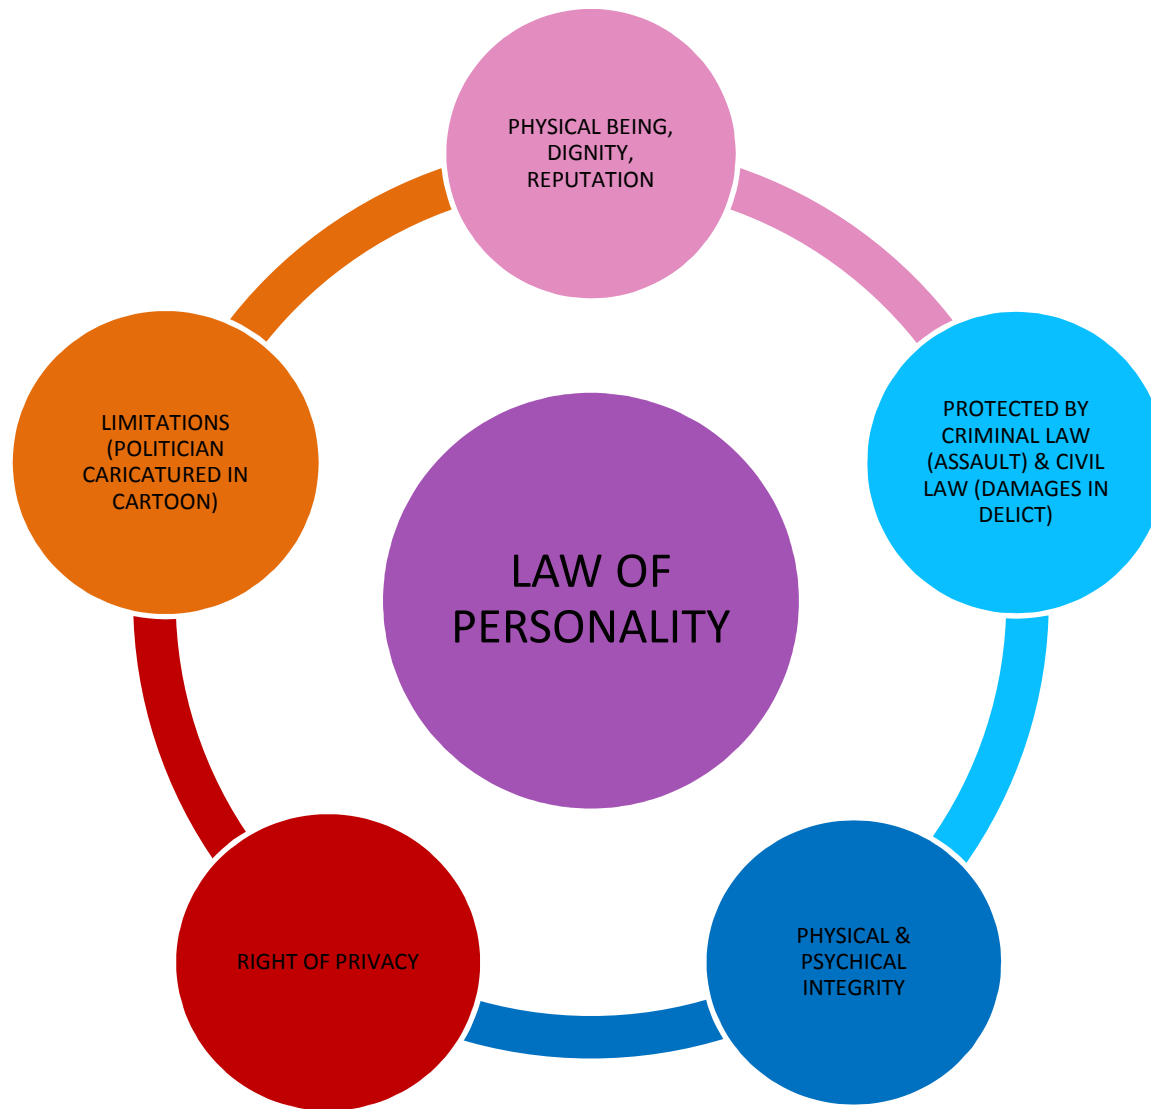 PHYSICAL BEING,
DIGNITY,
REPUTATION
PROTECTED BY
CRIMINAL LAW
(ASSAULT) & CIVIL
LAW (DAMAGES IN
DELICT)
PHYSICAL &
PSYCHICAL
INTEGRITY
RIGHT OF PRIVACY
LIMITATIONS
(POLITICIAN
CARICATURED IN
CARTOON)
LAW OF
PERSONALITY